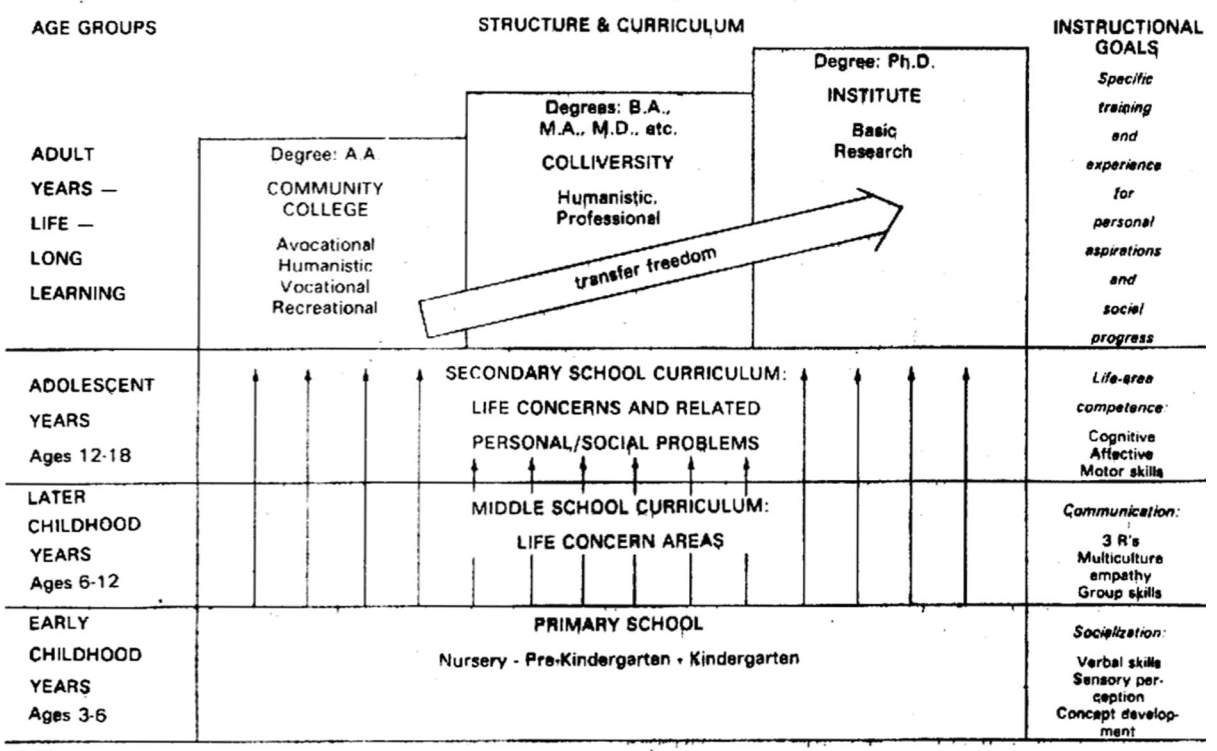 AGE GROUPS
STRUCTURE & CURRICULUM
INSTRUCTIONAL
GOALS
ADULT
YEARS —
LIFE —
LONG
LEARNING
Degree: A.A.
COMMUNITY
COLLEGE
Avocational
Humanistic
Vocational
Recreational
Degrees: B.A.,
M.A., M.D., etc.
COLLIVERSITY
Humanistic.
Professional
Degree: Ph.D.
INSTITUTE
Basic
Research
transfer freedom
Specific
training
and
experience
for
personal
aspirations
and
social
progress
ADOLESCENT
YEARS
Ages 12-18
SECONDARY SCHOOL CURRICULUM:
LIFE CONCERNS AND RELATED
PERSONAL/SOCIAL PROBLEMS
Life-area
competence:
Cognitive
Affective
Motor skills
LATER
CHILDHOOD
YEARS
Ages 6-12
MIDDLE SCHOOL CURRICULUM:
LIFE CONCERN AREAS
Communication:
3 R's
Multiculture
empathy
Group skills
EARLY
CHILDHOOD
YEARS
Ages 3-6
PRIMARY SCHOOL
Nursery - Pre-Kindergarten - Kindergarten
Socialization:
Verbal skills
Sensory per-
ception
Concept develop-
ment